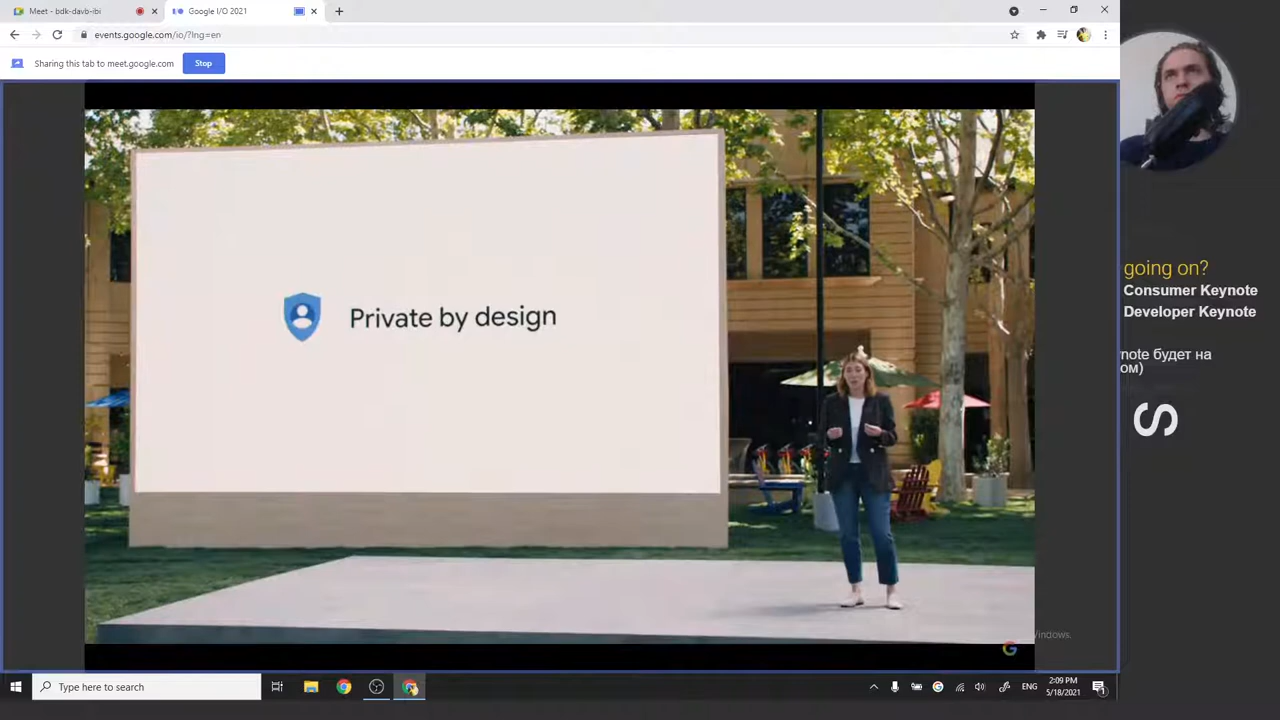 Meet - bdk-davb-ibi
Google I/O 2021
events.google.com/io/?lng=en
Sharing this tab to meet.google.com
Stop
Private by design
going on?
Consumer Keynote
Developer Keynote
note будет на
ом)
S
Windows.
Type here to search
ENG
2:09 PM
5/18/2021